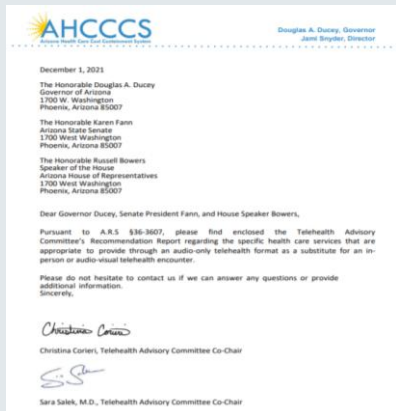 AHCCCS
Arizona Health Care Cost Containment System
Douglas A. Ducey, Governor
Jami Snyder, Director
December 1, 2021
The Honorable Douglas A. Ducey
Governor of Arizona
1700 W. Washington
Phoenix, Arizona 85007
The Honorable Karen Fann
Arizona State Senate
1700 West Washington
Phoenix, Arizona 85007
The Honorable Russell Bowers
Speaker of the House
Arizona House of Representatives
1700 West Washington
Phoenix, Arizona 85007
Dear Governor Ducey, Senate President Fann, and House Speaker Bowers,
Pursuant to A.R.S §36-3607, please find enclosed the Telehealth Advisory
Committee's Recommendation Report regarding the specific health care services that are
appropriate to provide through an audio-only telehealth format as a substitute for an in-
person or audio-visual telehealth encounter.
Please do not hesitate to contact us if we can answer any questions or provide
additional information.
Sincerely,
Christina Corieri
Christina Corieri, Telehealth Advisory Committee Co-Chair
Sara Salek, M.D., Telehealth Advisory Committee Co-Chair